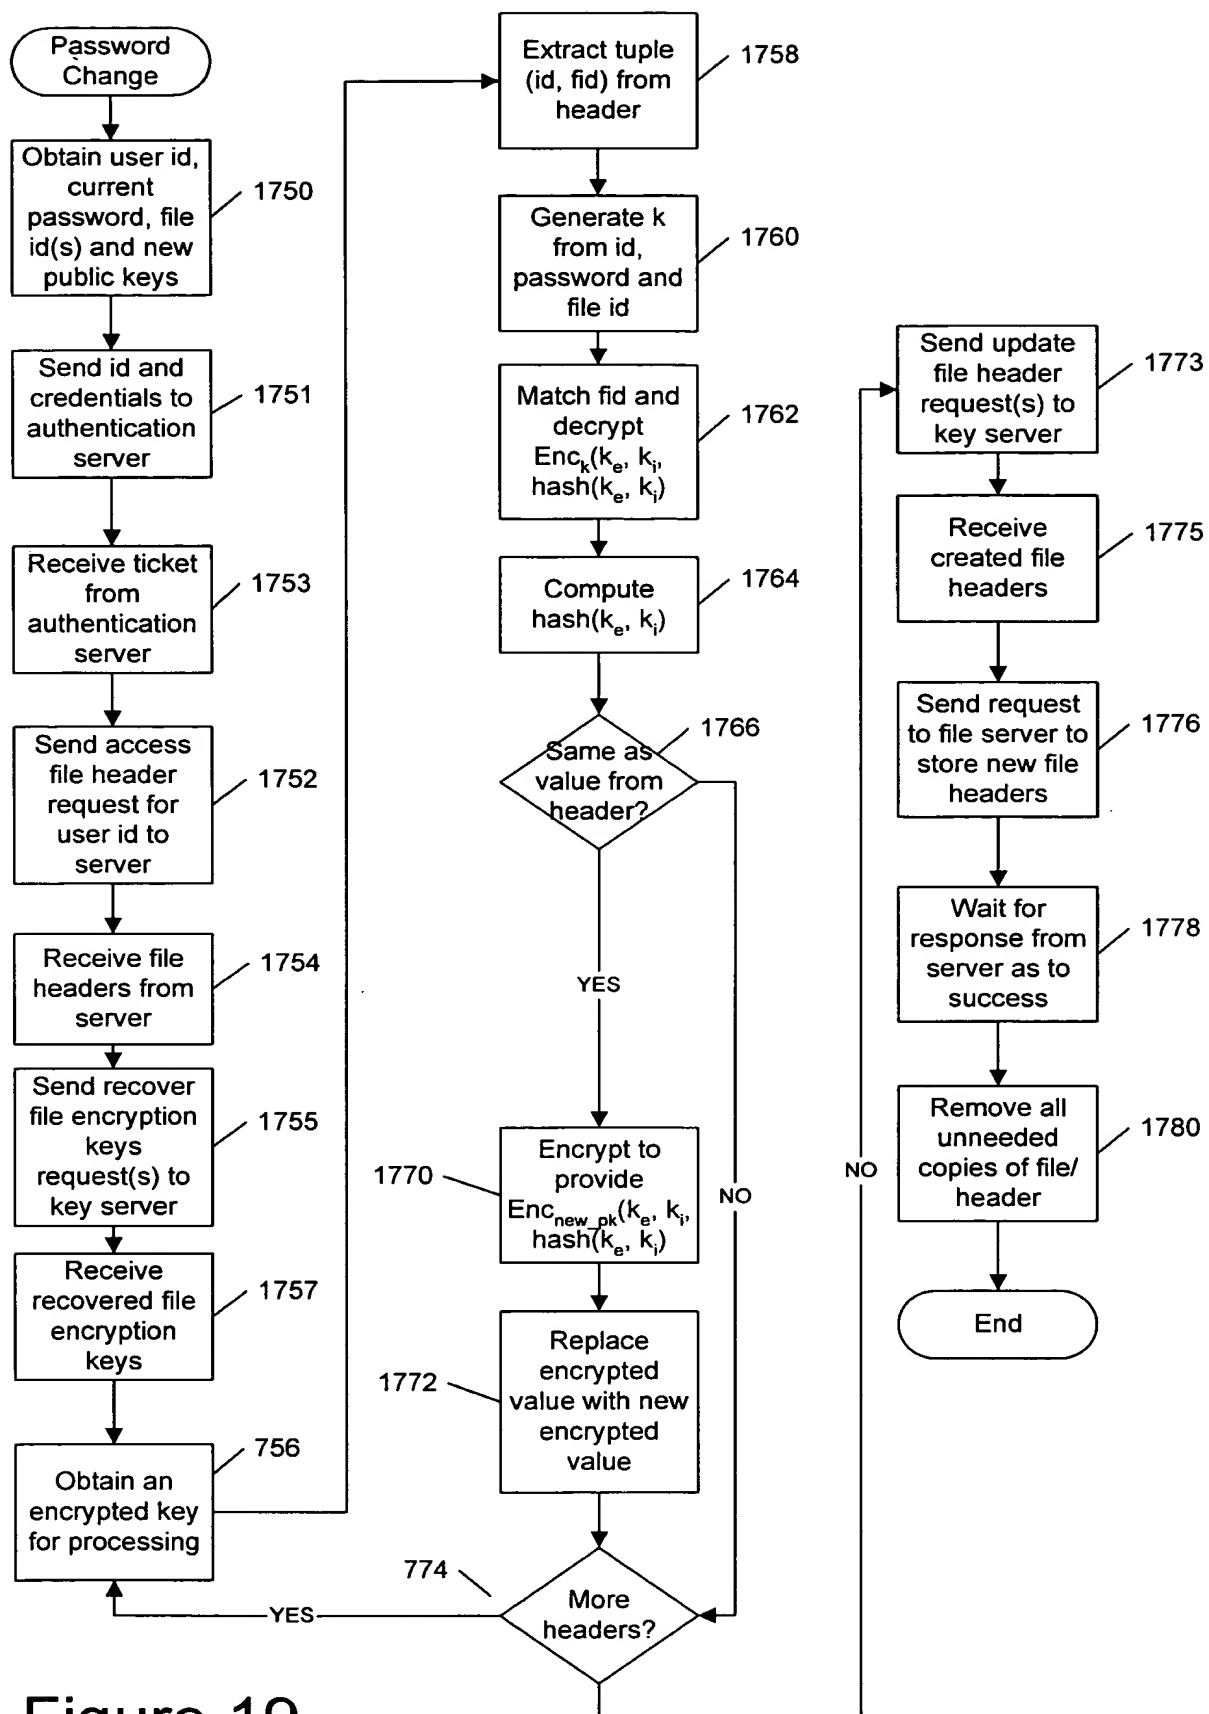 Password
Change
Obtain user id,
current
password, file
id(s) and new
public keys
1750
Send id and
credentials to
authentication
server
1751
Receive ticket
from
authentication
server
1753
Send access
file header
request for
user id to
server
1752
Receive file
headers from
server
1754
Send recover
file encryption
keys
request(s) to
key server
1755
Receive
recovered file
encryption
keys
1757
Obtain an
encrypted key
for processing
756
Extract tuple
(id, fid) from
header
1758
Generate k
from id,
password and
file id
1760
Match fid and
decrypt
Enc_k(k_e, k_i,
hash(k_e, k_i)
1762
Compute
hash(k_e, k_i)
1764
Same as
value from
header?
1766
YES
NO
Encrypt to
provide
Enc_new_pk(k_e, k_i,
hash(k_e, k_i)
1770
Replace
encrypted
value with new
encrypted
value
1772
More
headers?
774
YES
NO
Send update
file header
request(s) to
key server
1773
Receive
created file
headers
1775
Send request
to file server to
store new file
headers
1776
Wait for
response from
server as to
success
1778
Remove all
unneeded
copies of file/
header
1780
End
Figure 19